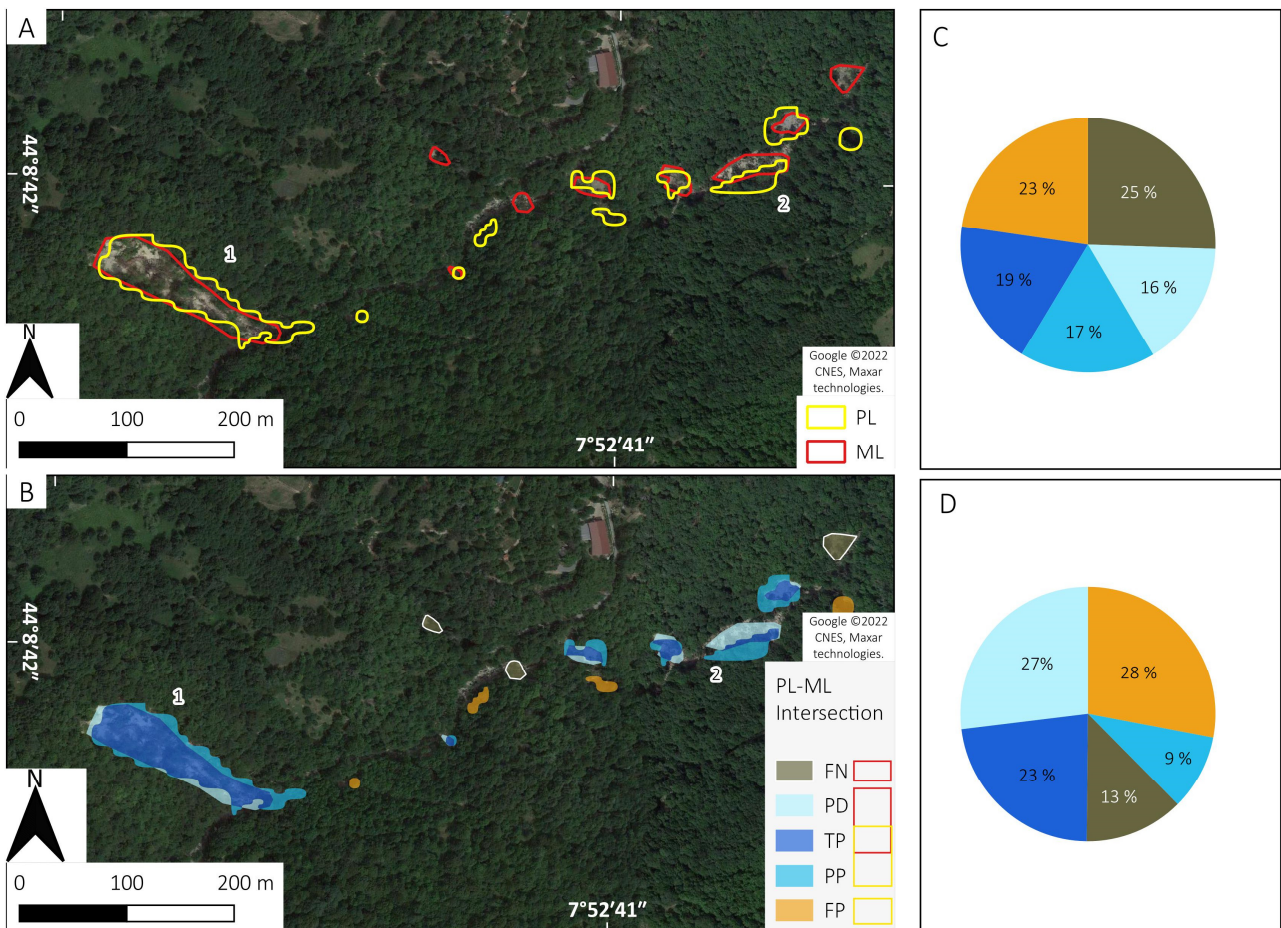 A
1
2
44°8′42″
N
0 100 200 m
7°52′41″
Google ©2022
CNES, Maxar
technologies.
PL
ML
B
1
2
44°8′42″
N
0 100 200 m
7°52′41″
Google ©2022
CNES, Maxar
technologies.
PL-ML
Intersection
FN
PD
TP
PP
FP
C
23 %
25 %
19 %
16 %
17 %
D
27%
28 %
23 %
9 %
13 %